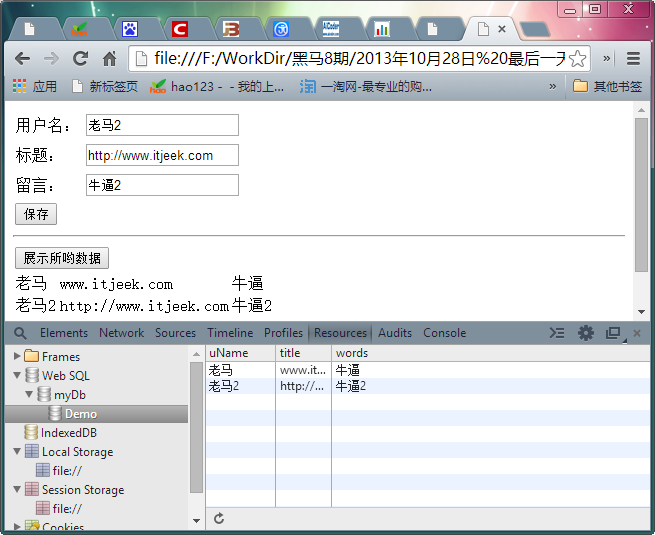 file:///F:/WorkDir/黑马8期/2013年10月28日%20最后一天
应用 新标签页 hao123 - - 我的上... 一淘网-最专业的购... » 其他书签
用户名: 老马2
标题: http://www.itjeek.com
留言: 牛逼2
保存
展示所哟数据
老马 www.itjeek.com 牛逼
老马2 http://www.itjeek.com 牛逼2
Elements Network Sources Timeline Profiles Resources Audits Console
Frames
Web SQL
myDb
Demo
IndexedDB
Local Storage
file://
Session Storage
file://
Cookies
uName title words
老马 www.it... 牛逼
老马2 http://... 牛逼2